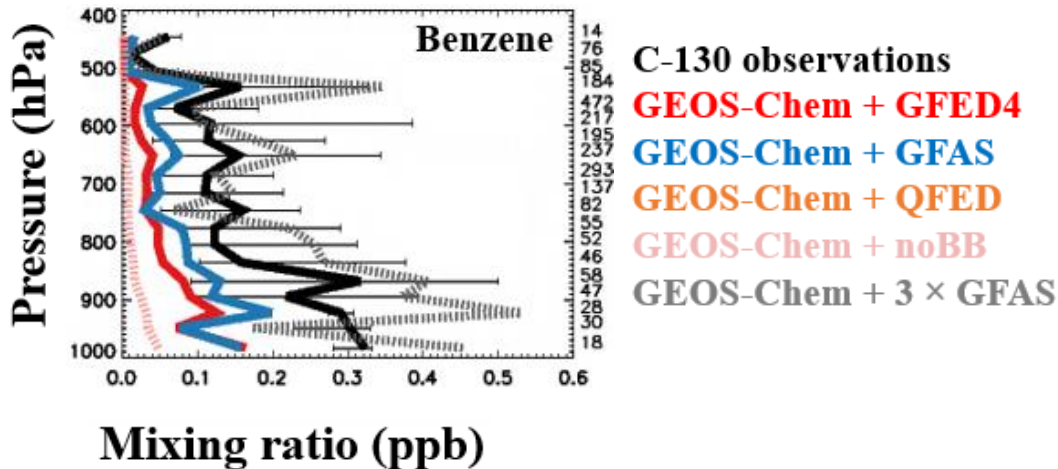 Benzene
Pressure (hPa)
400
500
600
700
800
900
1000
0.0 0.1 0.2 0.3 0.4 0.5 0.6
Mixing ratio (ppb)
14
76
85
184
472
217
195
237
293
137
82
55
52
46
58
47
28
30
18
C-130 observations
GEOS-Chem + GFED4
GEOS-Chem + GFAS
GEOS-Chem + QFED
GEOS-Chem + noBB
GEOS-Chem + 3 × GFAS